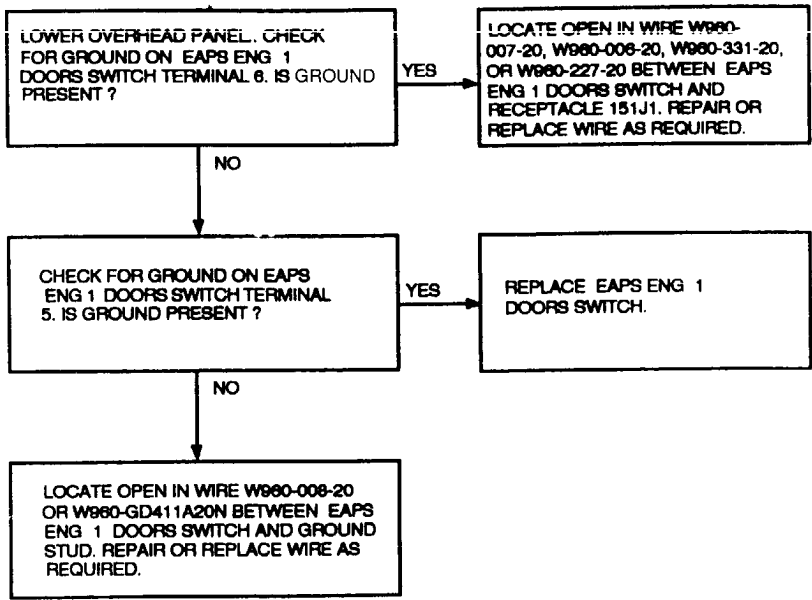 LOWER OVERHEAD PANEL. CHECK
FOR GROUND ON EAPS ENG 1
DOORS SWITCH TERMINAL 6. IS GROUND
PRESENT ?
YES
LOCATE OPEN IN WIRE W960-
007-20, W960-006-20, W960-331-20,
OR W960-227-20 BETWEEN EAPS
ENG 1 DOORS SWITCH AND
RECEPTACLE 151J1. REPAIR OR
REPLACE WIRE AS REQUIRED.
NO
CHECK FOR GROUND ON EAPS
ENG 1 DOORS SWITCH TERMINAL
5. IS GROUND PRESENT ?
YES
REPLACE EAPS ENG 1
DOORS SWITCH.
NO
LOCATE OPEN IN WIRE W960-008-20
OR W960-GD411A20N BETWEEN EAPS
ENG 1 DOORS SWITCH AND GROUND
STUD. REPAIR OR REPLACE WIRE AS
REQUIRED.